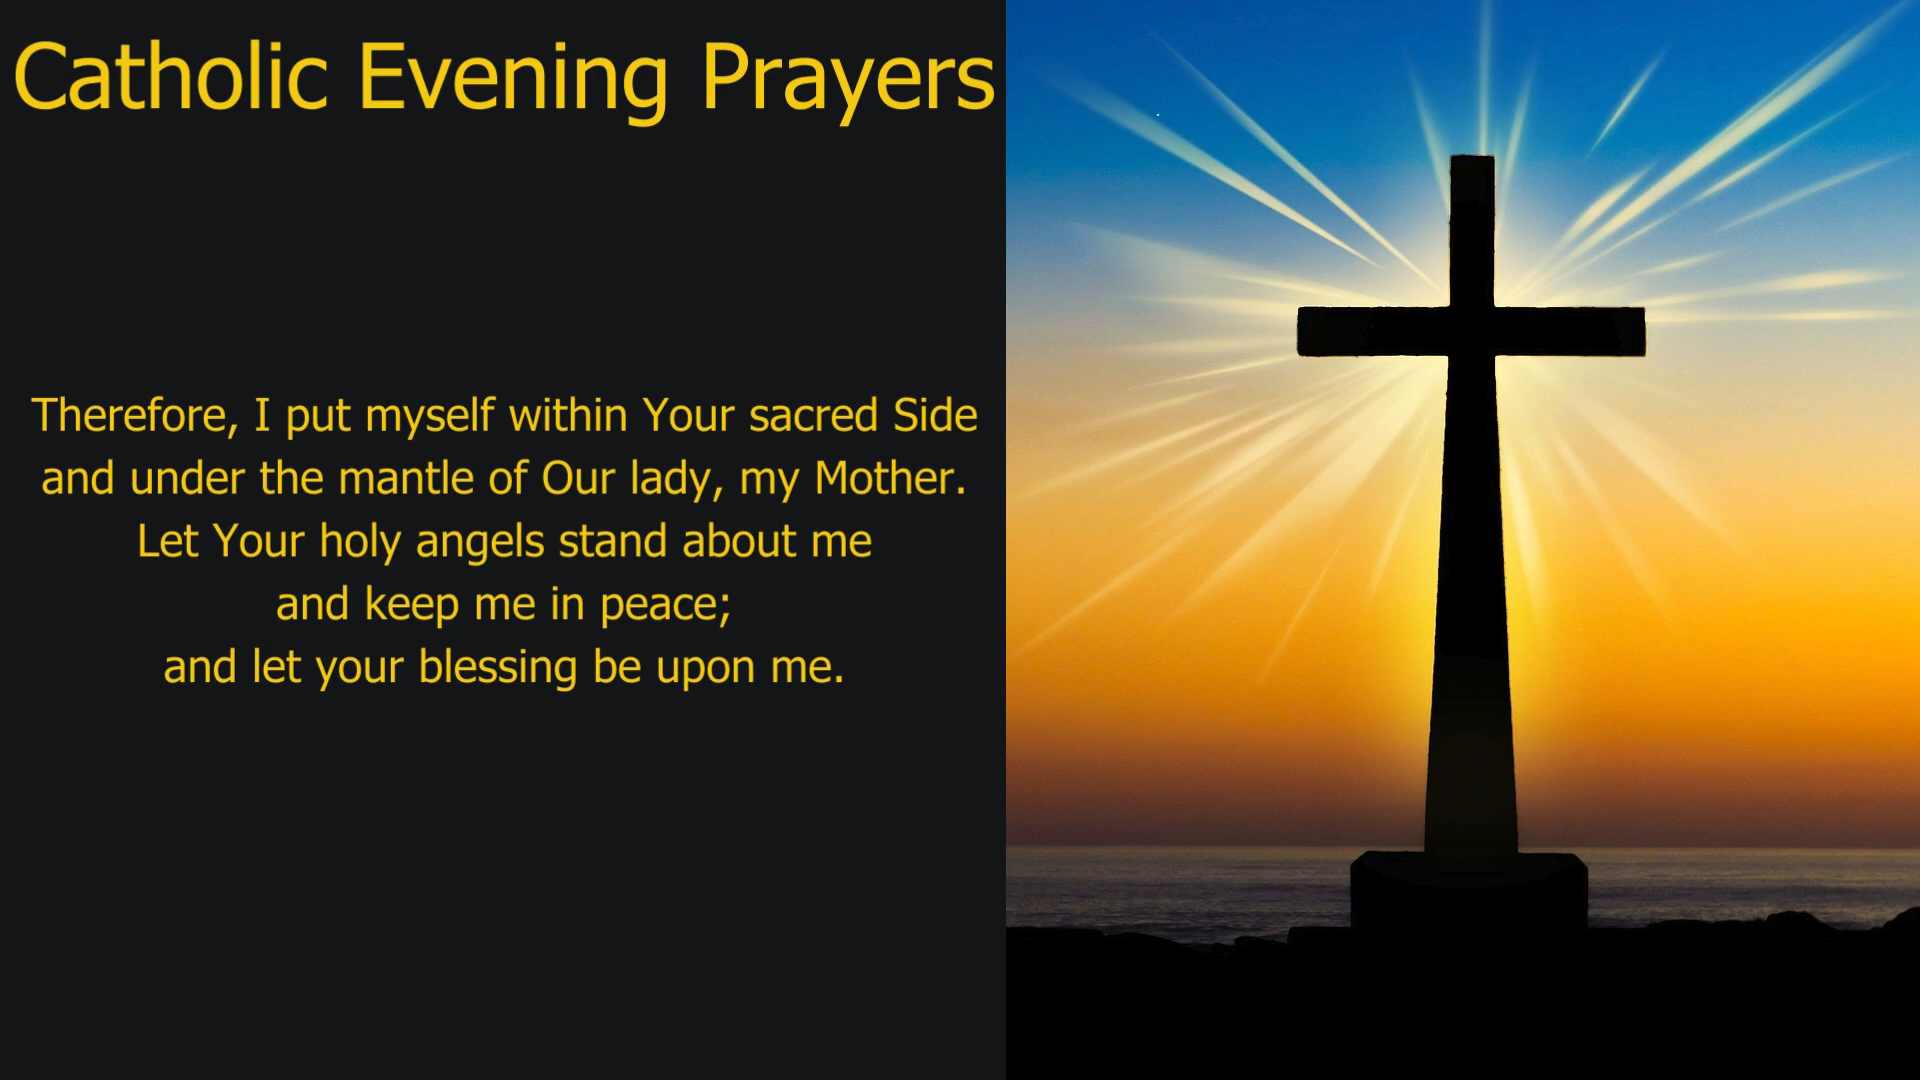 Catholic Evening Prayers
Therefore, I put myself within Your sacred Side
and under the mantle of Our lady, my Mother.
Let Your holy angels stand about me
and keep me in peace;
and let your blessing be upon me.